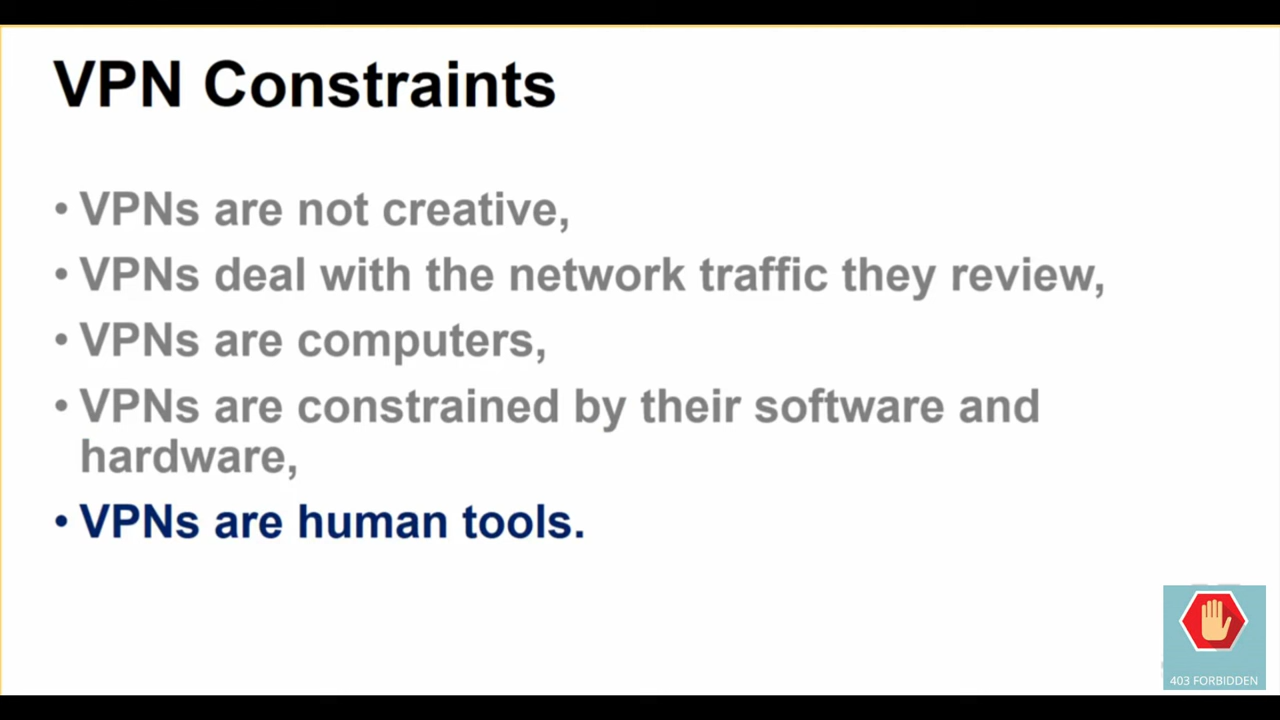 VPN Constraints
• VPNs are not creative,
• VPNs deal with the network traffic they review,
• VPNs are computers,
• VPNs are constrained by their software and
hardware,
• VPNs are human tools.
403 FORBIDDEN